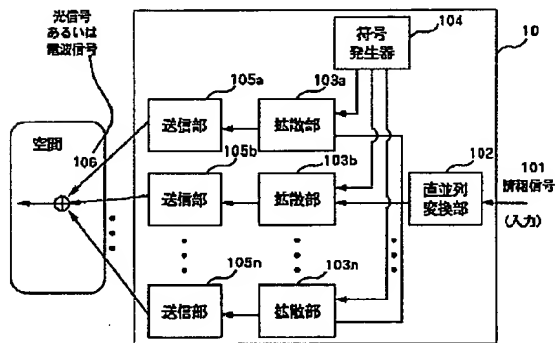 光信号
あるいは
電波信号
空間
106
105a
送信部
105b
送信部
105n
送信部
103a
拡散部
103b
拡散部
103n
拡散部
符号
発生器
104
10
102
直並列
変換部
101
情報信号
(入力)